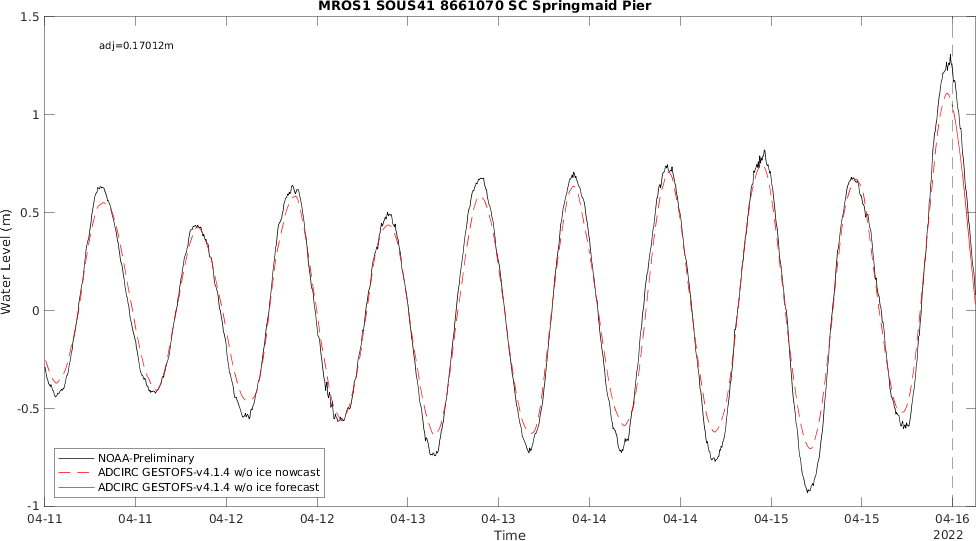 MROS1 SOUS41 8661070 SC Springmaid Pier
1.5
adj=0.17012m
1
0.5
Water Level (m)
0
-0.5
NOAA-Preliminary
ADCIRC GESTOFS-v4.1.4 w/o ice nowcast
ADCIRC GESTOFS-v4.1.4 w/o ice forecast
-1
04-11 04-11 04-12 04-12 04-13 04-13 04-14 04-14 04-15 04-15 04-16
Time 2022